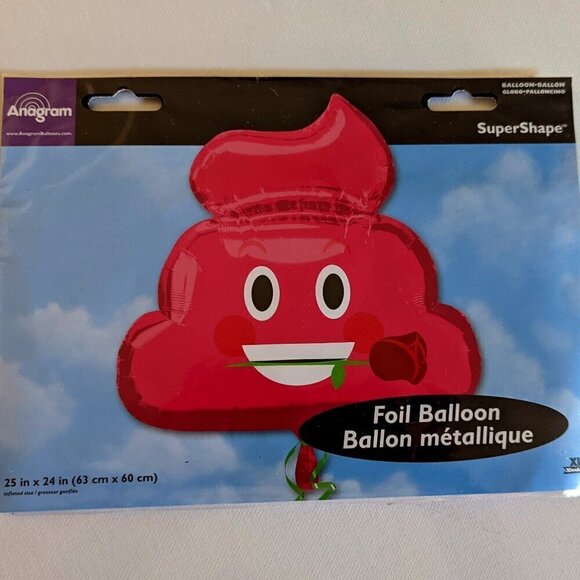 Anagram
www.AnagramBalloons.com
BALLOON•BALLON
GLOBO•PALLONCINO
SuperShape™
Foil Balloon
Ballon métallique
25 in x 24 in (63 cm x 60 cm)
inflated size / grosseur gonflée